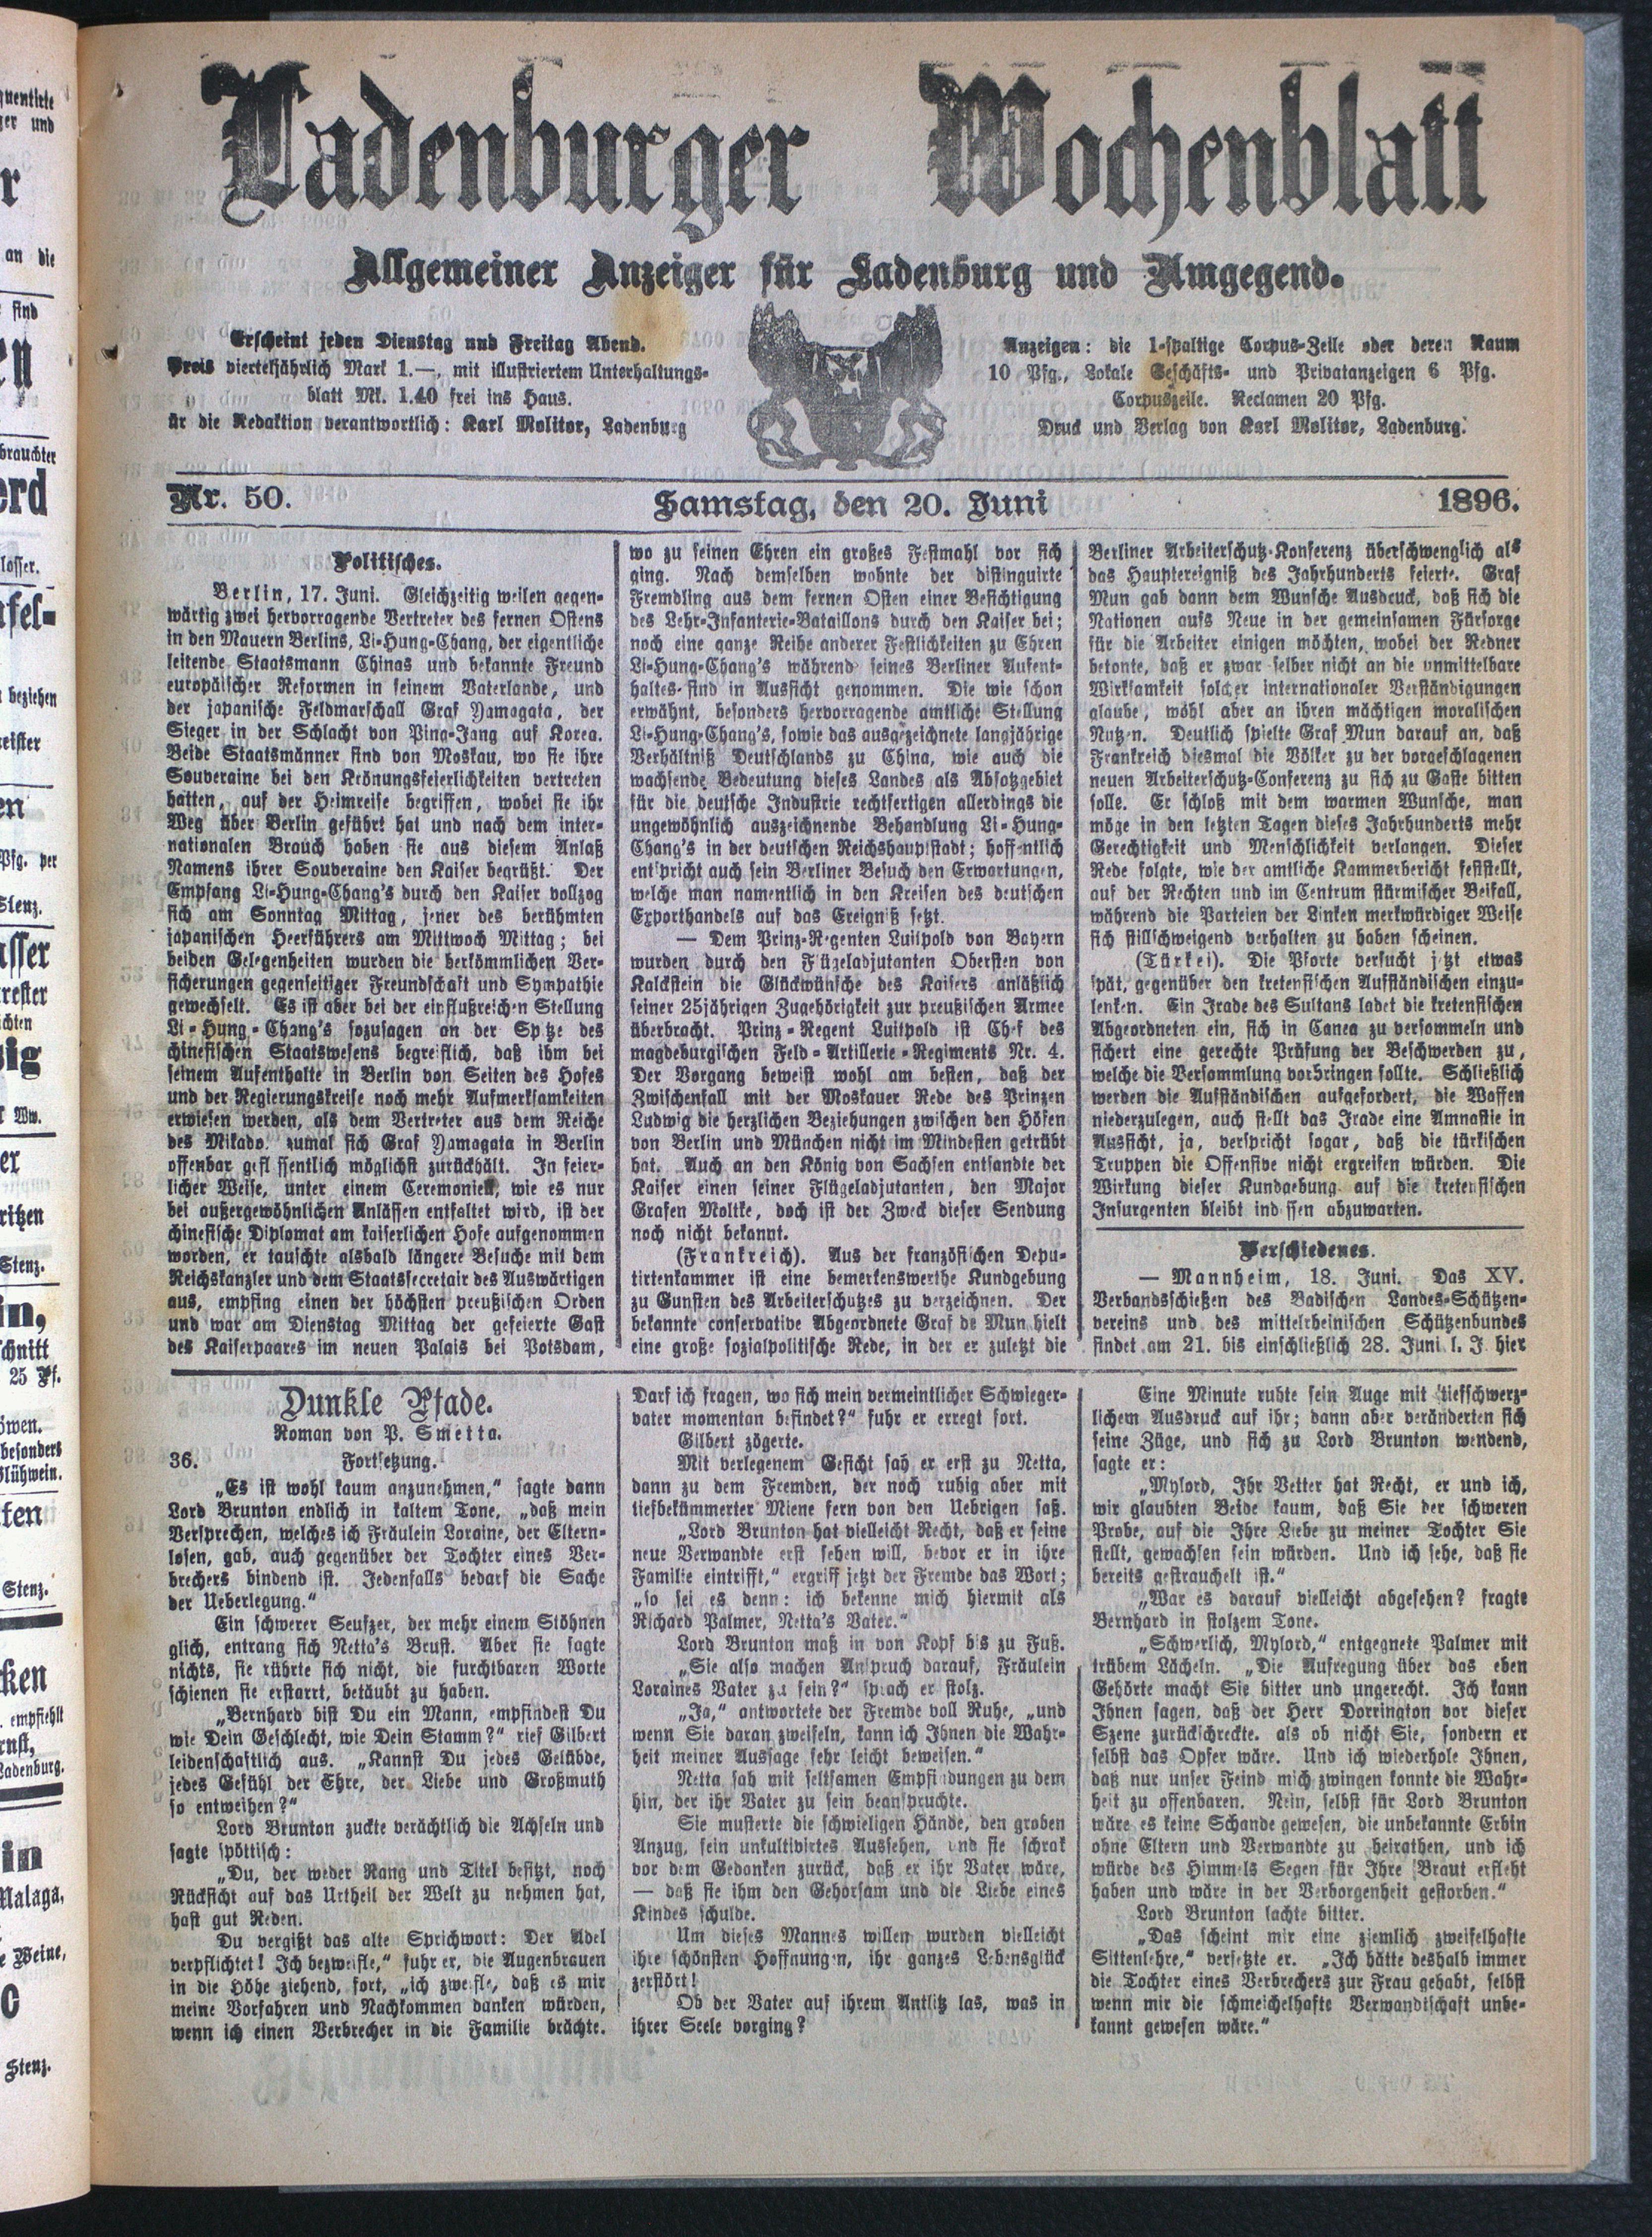 Ladenburger Wochenblatt
Allgemeiner Anzeiger für Ladenburg und Umgegend.
Erscheint jeden Dienstag und Freitag Abend.
Preis vierteljährlich Mark 1.—, mit illustriertem Unterhaltungs-
blatt Mk. 1.40 frei ins Haus.
ür die Redaktion verantwortlich: Karl Molitor, Ladenburg
Anzeigen: die 1-spaltige Corpus-Zeile oder deren Raum
10 Pfg., Lokale Geschäfts- und Privatanzeigen 6 Pfg.
Corpuszeile. Reclamen 20 Pfg.
Druck und Verlag von Karl Molitor, Ladenburg.
Nr. 50.
Samstag, den 20. Juni
1896.
Politisches.
Berlin, 17. Juni. Gleichzeitig weilen gegen-
wärtig zwei hervorragende Vertreter des fernen Ostens
in den Mauern Berlins, Li-Hung-Chang, der eigentliche
leitende Staatsmann Chinas und bekannte Freund
europäischer Reformen in seinem Vaterlande, und
der japanische Feldmarschall Graf Yamagata, der
Sieger in der Schlacht von Ping-Jang auf Korea.
Beide Staatsmänner sind von Moskau, wo sie ihre
Souveraine bei den Krönungsfeierlichkeiten vertreten
hatten, auf der Heimreise begriffen, wobei sie ihr
Weg über Berlin geführt hat und nach dem inter-
nationalen Brauch haben sie aus diesem Anlaß
Namens ihrer Souveraine den Kaiser begrüßt. Der
Empfang Li-Hung-Chang's durch den Kaiser vollzog
sich am Sonntag Mittag, jener des berühmten
japanischen Heerführers am Mittwoch Mittag; bei
beiden Gelegenheiten wurden die herkömmlichen Ver-
sicherungen gegenseitiger Freundschaft und Sympathie
gewechselt. Es ist aber bei der einflußreichen Stellung
Li-Hung-Chang's sozusagen an der Spitze des
chinesischen Staatswesens begreiflich, daß ihm bei
seinem Aufenthalte in Berlin von Seiten des Hofes
und der Regierungskreise noch mehr Aufmerksamkeiten
erwiesen werden, als dem Vertreter aus dem Reiche
des Mikado, zumal sich Graf Yamagata in Berlin
offenbar gefl ssentlich möglichst zurückhält. In feier-
licher Weise, unter einem Ceremoniell, wie es nur
bei außergewöhnlichen Anlässen entfaltet wird, ist der
chinesische Diplomat am kaiserlichen Hofe aufgenommen
worden, er tauschte alsbald längere Besuche mit dem
Reichskanzler und dem Staatssecretair des Auswärtigen
aus, empfing einen der höchsten preußischen Orden
und war am Dienstag Mittag der gefeierte Gast
des Kaiserpaares im neuen Palais bei Potsdam,
wo zu seinen Ehren ein großes Festmahl vor sich
ging. Nach demselben wohnte der distinguirte
Fremdling aus dem fernen Osten einer Besichtigung
des Lehr-Infanterie-Bataillons durch den Kaiser bei;
noch eine ganze Reihe anderer Festlichkeiten zu Ehren
Li-Hung-Chang's während seines Berliner Aufent-
haltes sind in Aussicht genommen. Die wie schon
erwähnt, besonders hervorragende amtliche Stellung
Li-Hung-Chang's, sowie das ausgezeichnete langjährige
Verhältniß Deutschlands zu China, wie auch die
wachsende Bedeutung dieses Landes als Absatzgebiet
für die deutsche Industrie rechtfertigen allerdings die
ungewöhnlich auszeichnende Behandlung Li-Hung-
Chang's in der deutschen Reichshauptstadt; hoff ntlich
entspricht auch sein Berliner Besuch den Erwartungen,
welche man namentlich in den Kreisen des deutschen
Exporthandels auf das Ereigniß setzt.
— Dem Prinz-Regenten Luitpold von Bayern
wurden durch den Flügeladjutanten Obersten von
Kalckstein die Glückwünsche des Kaisers anläßlich
seiner 25jährigen Zugehörigkeit zur preußischen Armee
überbracht. Prinz-Regent Luitpold ist Chef des
magdeburgischen Feld-Artillerie-Regiments Nr. 4.
Der Vorgang beweist wohl am besten, daß der
Zwischenfall mit der Moskauer Rede des Prinzen
Ludwig die herzlichen Beziehungen zwischen den Höfen
von Berlin und München nicht im Mindesten getrübt
hat. Auch an den König von Sachsen entsandte der
Kaiser einen seiner Flügeladjutanten, den Major
Grafen Moltke, doch ist der Zweck dieser Sendung
noch nicht bekannt.
(Frankreich). Aus der französischen Depu-
tirtenkammer ist eine bemerkenswerthe Kundgebung
zu Gunsten des Arbeiterschutzes zu verzeichnen. Der
bekannte conservative Abgeordnete Graf de Mun hielt
eine große sozialpolitische Rede, in der er zuletzt die
Berliner Arbeiterschutz-Konferenz überschwenglich als
das Hauptereigniß des Jahrhunderts feierte. Graf
Mun gab dann dem Wunsche Ausdruck, daß sich die
Nationen aufs Neue in der gemeinsamen Fürsorge
für die Arbeiter einigen möchten, wobei der Redner
betonte, daß er zwar selber nicht an die unmittelbare
Wirksamkeit solcher internationaler Verständigungen
glaube, wohl aber an ihren mächtigen moralischen
Nutzen. Deutlich spielte Graf Mun darauf an, daß
Frankreich diesmal die Völker zu der vorgeschlagenen
neuen Arbeiterschutz-Conferenz zu sich zu Gaste bitten
solle. Er schloß mit dem warmen Wunsche, man
möge in den letzten Tagen dieses Jahrhunderts mehr
Gerechtigkeit und Menschlichkeit verlangen. Dieser
Rede folgte, wie der amtliche Kammerbericht feststellt,
auf der Rechten und im Centrum stürmischer Beifall,
während die Parteien der Linken merkwürdiger Weise
sich stillschweigend verhalten zu haben scheinen.
(Türkei). Die Pforte versucht jetzt etwas
spät, gegenüber den kretensischen Aufständischen einzu-
lenken. Ein Irade des Sultans ladet die kretensischen
Abgeordneten ein, sich in Canea zu versammeln und
sichert eine gerechte Prüfung der Beschwerden zu,
welche die Versammlung vorbringen sollte. Schließlich
werden die Aufständischen aufgefordert, die Waffen
niederzulegen, auch stellt das Irade eine Amnastie in
Aussicht, ja, verspricht sogar, daß die türkischen
Truppen die Offensive nicht ergreifen würden. Die
Wirkung dieser Kundgebung auf die kretensischen
Insurgenten bleibt ind ssen abzuwarten.
Verschiedenes.
— Mannheim, 18. Juni. Das XV.
Verbandsschießen des Badischen Landes-Schützen-
vereins und des mittelrheinischen Schützenbundes
findet am 21. bis einschließlich 28. Juni l. J. hier
Dunkle Pfade.
Roman von P. Smetta.
36. Fortsetzung.
„Es ist wohl kaum anzunehmen,“ sagte dann
Lord Brunton endlich in kaltem Tone, „daß mein
Versprechen, welches ich Fräulein Loraine, der Eltern-
losen, gab, auch gegenüber der Tochter eines Ver-
brechers bindend ist. Jedenfalls bedarf die Sache
der Ueberlegung.“
Ein schwerer Seufzer, der mehr einem Stöhnen
glich, entrang sich Netta's Brust. Aber sie sagte
nichts, sie rührte sich nicht, die furchtbaren Worte
schienen sie erstarrt, betäubt zu haben.
„Bernhard bist Du ein Mann, empfindest Du
wie Dein Geschlecht, wie Dein Stamm?“ rief Gilbert
leidenschaftlich aus. „Kannst Du jedes Gelübde,
jedes Gefühl der Ehre, der Liebe und Großmuth
so entweihen?“
Lord Brunton zuckte verächtlich die Achseln und
sagte spöttisch:
„Du, der weder Rang und Titel besitzt, noch
Rücksicht auf das Urtheil der Welt zu nehmen hat,
hast gut Reden.
Du vergißt das alte Sprichwort: Der Adel
verpflichtet! Ich bezweifle,“ fuhr er, die Augenbrauen
in die Höhe ziehend, fort, „ich zweifle, daß es mir
meine Vorfahren und Nachkommen danken würden,
wenn ich einen Verbrecher in die Familie brächte.
Darf ich fragen, wo sich mein vermeintlicher Schwieger-
vater momentan befindet?“ fuhr er erregt fort.
Gilbert zögerte.
Mit verlegenem Gesicht sah er erst zu Netta,
dann zu dem Fremden, der noch ruhig aber mit
tiefbekümmerter Miene fern von den Uebrigen saß.
„Lord Brunton hat vielleicht Recht, daß er seine
neue Verwandte erst sehen will, bevor er in ihre
Familie eintrifft,“ ergriff jetzt der Fremde das Wort;
„so sei es denn: ich bekenne mich hiermit als
Richard Palmer, Netta's Vater.“
Lord Brunton maß in von Kopf bis zu Fuß.
„Sie also machen Anspruch darauf, Fräulein
Loraines Vater zu sein?“ sprach er stolz.
„Ja,“ antwortete der Fremde voll Ruhe, „und
wenn Sie daran zweifeln, kann ich Ihnen die Wahr-
heit meiner Aussage sehr leicht beweisen.“
Netta sah mit seltsamen Empfindungen zu dem
hin, der ihr Vater zu sein beanspruchte.
Sie musterte die schwieligen Hände, den groben
Anzug, sein unkultivirtes Aussehen, und sie schrak
vor dem Gedanken zurück, daß er ihr Vater wäre,
— daß sie ihm den Gehorsam und die Liebe eines
Kindes schulde.
Um dieses Mannes willen wurden vielleicht
ihre schönsten Hoffnungen, ihr ganzes Lebensglück
zerstört!
Ob der Vater auf ihrem Antlitz las, was in
ihrer Seele vorging?
Eine Minute ruhte sein Auge mit tiefschwerz-
lichem Ausdruck auf ihr; dann aber veränderten sich
seine Züge, und sich zu Lord Brunton wendend,
sagte er:
„Mylord, Ihr Vetter hat Recht, er und ich,
wir glaubten Beide kaum, daß Sie der schweren
Probe, auf die Ihre Liebe zu meiner Tochter Sie
stellt, gewachsen sein würden. Und ich sehe, daß sie
bereits gestrauchelt ist.“
„War es darauf vielleicht abgesehen? fragte
Bernhard in stolzem Tone.
„Schwerlich, Mylord,“ entgegnete Palmer mit
trübem Lächeln. „Die Aufregung über das eben
Gehörte macht Sie bitter und ungerecht. Ich kann
Ihnen sagen, daß der Herr Dorrington vor dieser
Szene zurückschreckte. als ob nicht Sie, sondern er
selbst das Opfer wäre. Und ich wiederhole Ihnen,
daß nur unser Feind mich zwingen konnte die Wahr-
heit zu offenbaren. Nein, selbst für Lord Brunton
wäre es keine Schande gewesen, die unbekannte Erbin
ohne Eltern und Verwandte zu heirathen, und ich
würde des Himmels Segen für Ihre Braut erfleht
haben und wäre in der Verborgenheit gestorben.“
Lord Brunton lachte bitter.
„Das scheint mir eine ziemlich zweifelhafte
Sittenlehre,“ versetzte er. „Ich hätte deshalb immer
die Tochter eines Verbrechers zur Frau gehabt, selbst
wenn mir die schmeichelhafte Verwandtschaft unbe-
kannt gewesen wäre.“